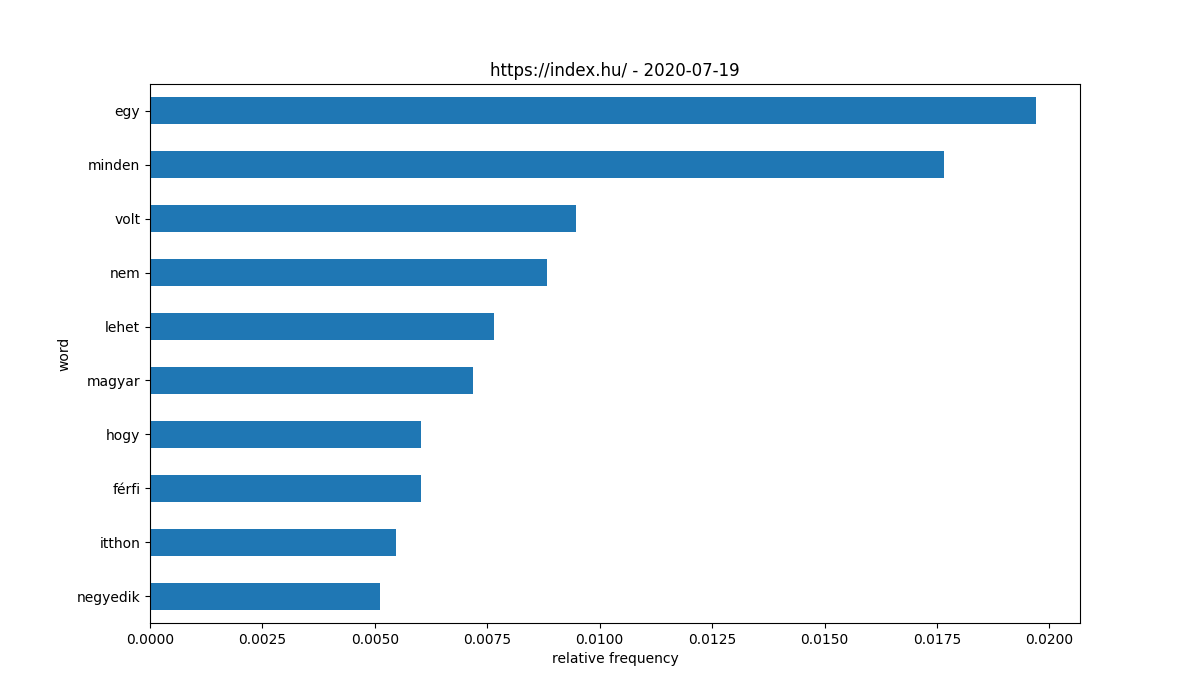 https://index.hu/ - 2020-07-19
egy
minden
volt
nem
lehet
magyar
hogy
férfi
itthon
negyedik
word
0.0000 0.0025 0.0050 0.0075 0.0100 0.0125 0.0150 0.0175 0.0200
relative frequency